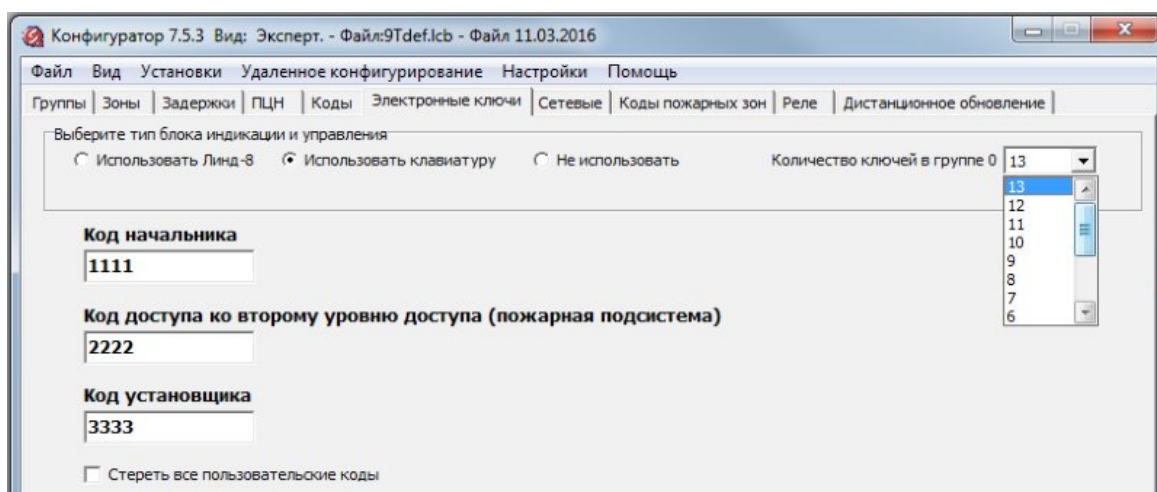 Конфигуратор 7.5.3 Вид: Эксперт. - Файл:9Tdef.lcb - Файл 11.03.2016
Файл Вид Установки Удаленное конфигурирование Настройки Помощь
Группы Зоны Задержки ПЦН Коды Электронные ключи Сетевые Коды пожарных зон Реле Дистанционное обновление
Выберите тип блока индикации и управления
Использовать Линд-8 Использовать клавиатуру Не использовать Количество ключей в группе 0 13
13
12
11
10
9
8
7
6
Код начальника
1111
Код доступа ко второму уровню доступа (пожарная подсистема)
2222
Код установщика
3333
Стереть все пользовательские коды